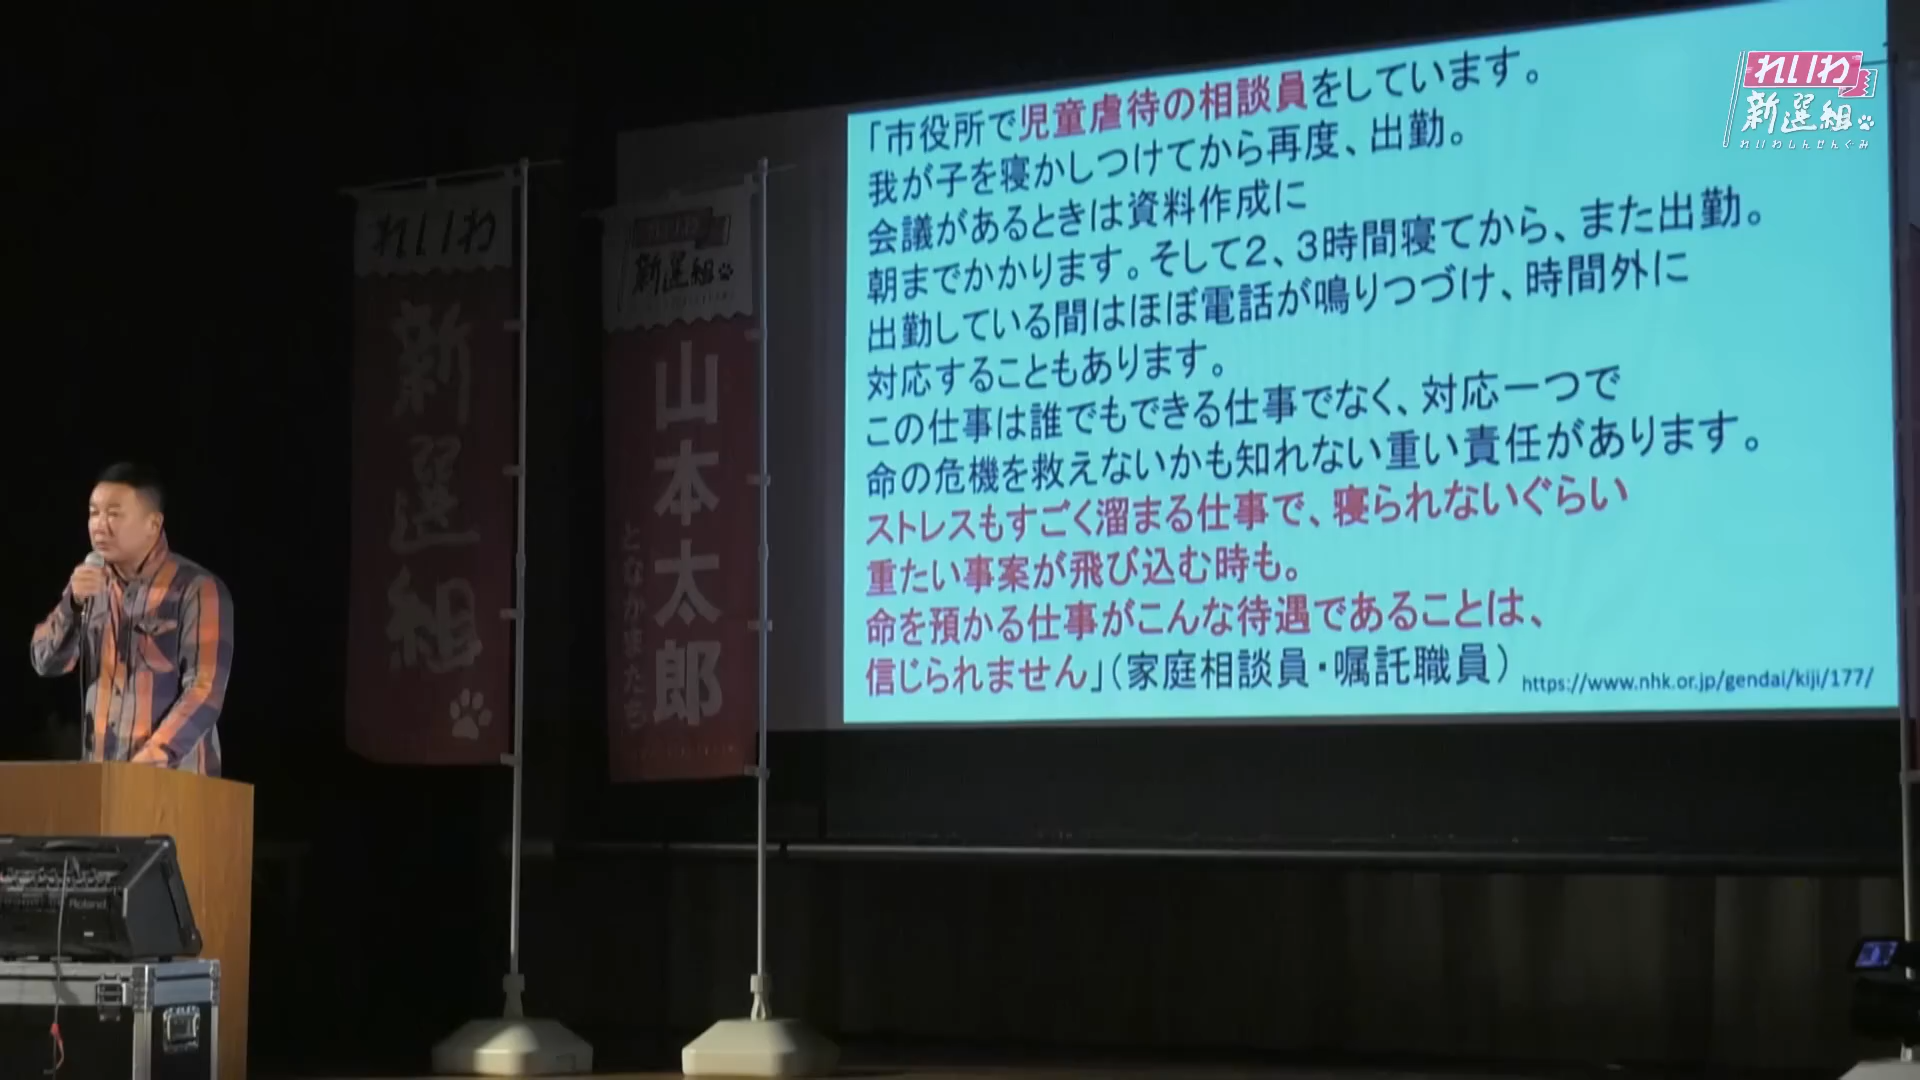 れいわ
新選組
れいわしんせんぐみ
れいわ
新選組
新選組
山本太郎
となかまたち
「市役所で児童虐待の相談員をしています。
我が子を寝かしつけてから再度、出勤。
会議があるときは資料作成に
朝までかかります。そして2、3時間寝てから、また出勤。
出勤している間はほぼ電話が鳴りつづけ、時間外に
対応することもあります。
この仕事は誰でもできる仕事でなく、対応一つで
命の危機を救えないかも知れない重い責任があります。
ストレスもすごく溜まる仕事で、寝られないぐらい
重たい事案が飛び込む時も。
命を預かる仕事がこんな待遇であることは、
信じられません」（家庭相談員・嘱託職員）
https://www.nhk.or.jp/gendai/kiji/177/
Roland